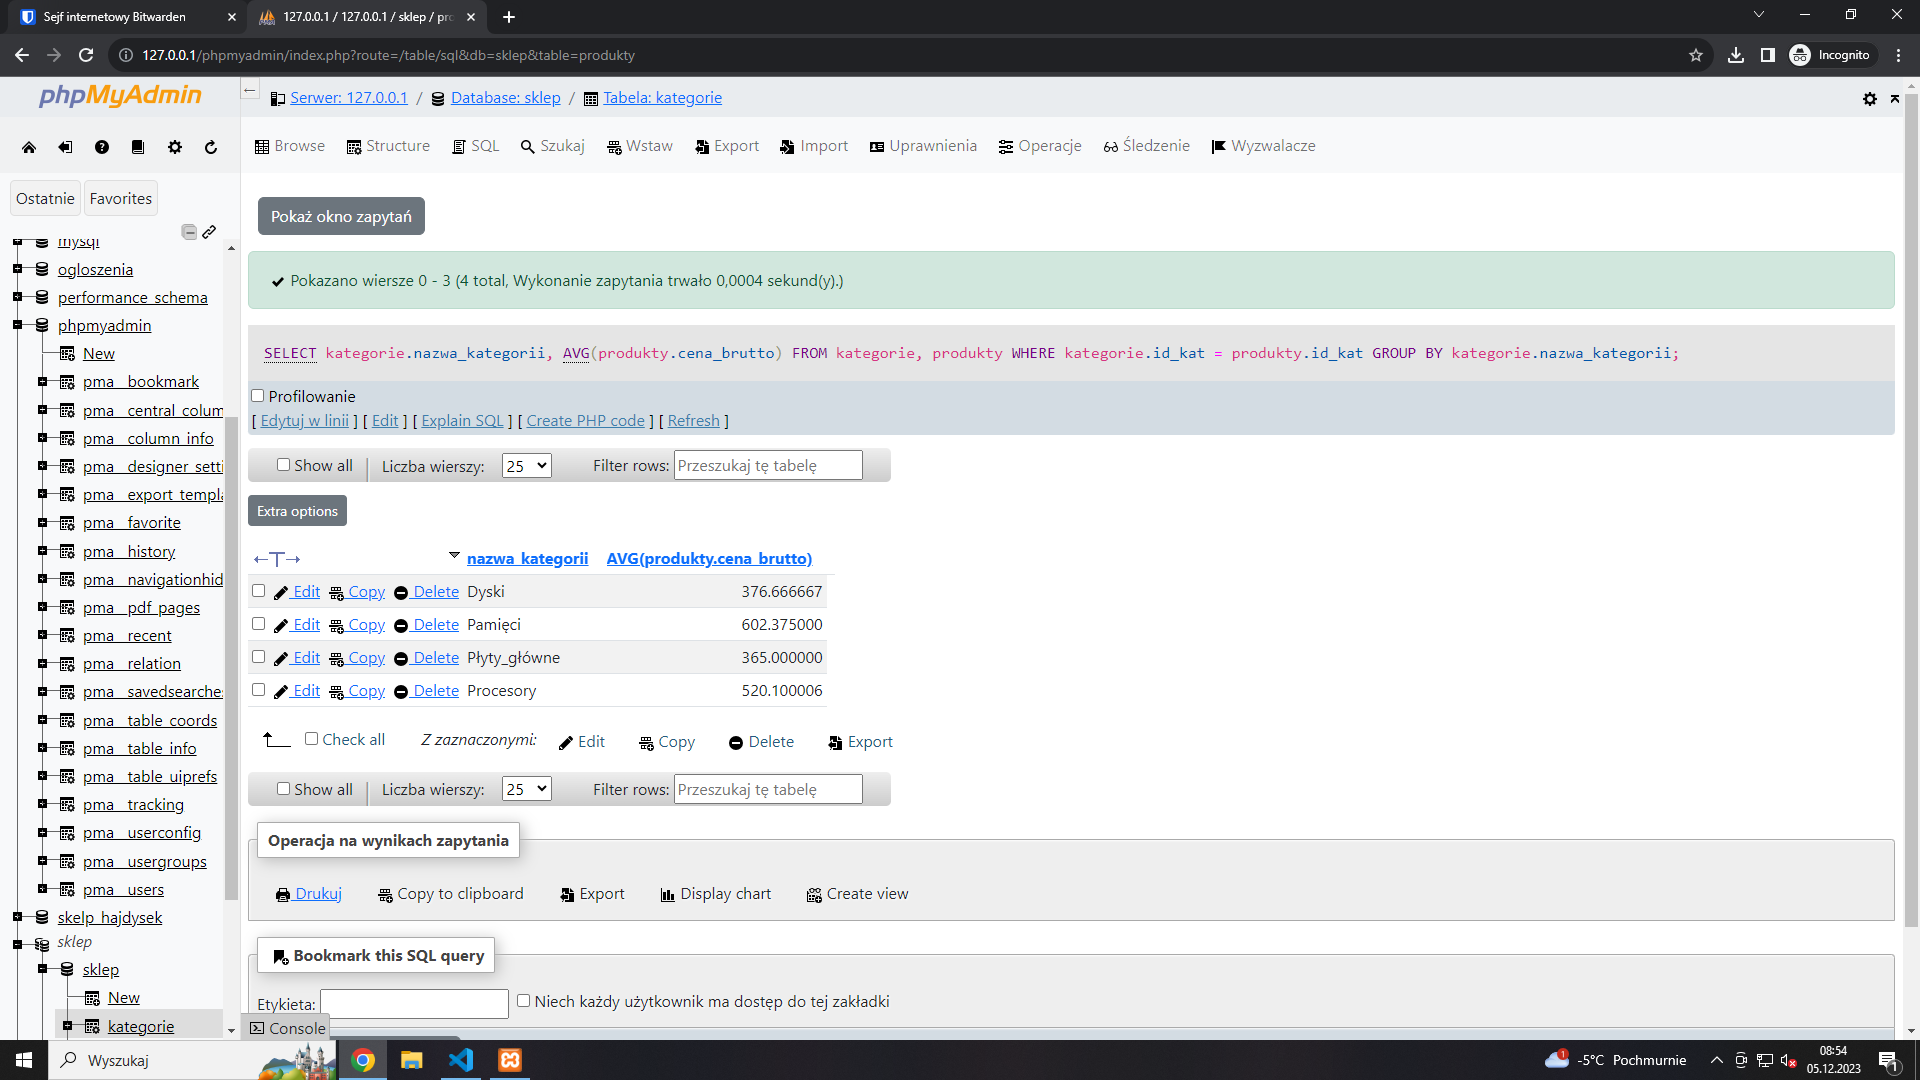 Sejf internetowy Bitwarden
127.0.0.1 / 127.0.0.1 / sklep / pro
127.0.0.1/phpmyadmin/index.php?route=/table/sql&db=sklep&table=produkty
Incognito
phpMyAdmin
Serwer: 127.0.0.1 / Database: sklep / Tabela: kategorie
Browse Structure SQL Szukaj Wstaw Export Import Uprawnienia Operacje Śledzenie Wyzwalacze
Ostatnie Favorites
mysql
ogloszenia
performance_schema
phpmyadmin
New
pma__bookmark
pma__central_colum
pma__column_info
pma__designer_setti
pma__export_templa
pma__favorite
pma__history
pma__navigationhid
pma__pdf_pages
pma__recent
pma__relation
pma__savedsearche
pma__table_coords
pma__table_info
pma__table_uiprefs
pma__tracking
pma__userconfig
pma__usergroups
pma__users
skelp_hajdysek
sklep
sklep
New
kategorie
Pokaż okno zapytań
Pokazano wiersze 0 - 3 (4 total, Wykonanie zapytania trwało 0,0004 sekund(y).)
SELECT kategorie.nazwa_kategorii, AVG(produkty.cena_brutto) FROM kategorie, produkty WHERE kategorie.id_kat = produkty.id_kat GROUP BY kategorie.nazwa_kategorii;
Profilowanie
[ Edytuj w linii ] [ Edit ] [ Explain SQL ] [ Create PHP code ] [ Refresh ]
Show all Liczba wierszy: 25 Filter rows: Przeszukaj tę tabelę
Extra options
←T→ nazwa_kategorii AVG(produkty.cena_brutto)
Edit Copy Delete Dyski 376.666667
Edit Copy Delete Pamięci 602.375000
Edit Copy Delete Płyty_główne 365.000000
Edit Copy Delete Procesory 520.100006
Check all Z zaznaczonymi: Edit Copy Delete Export
Show all Liczba wierszy: 25 Filter rows: Przeszukaj tę tabelę
Operacja na wynikach zapytania
Drukuj Copy to clipboard Export Display chart Create view
Bookmark this SQL query
Etykieta: Niech każdy użytkownik ma dostęp do tej zakładki
Console
Wyszukaj
1 -5°C Pochmurnie
08:54
05.12.2023
1